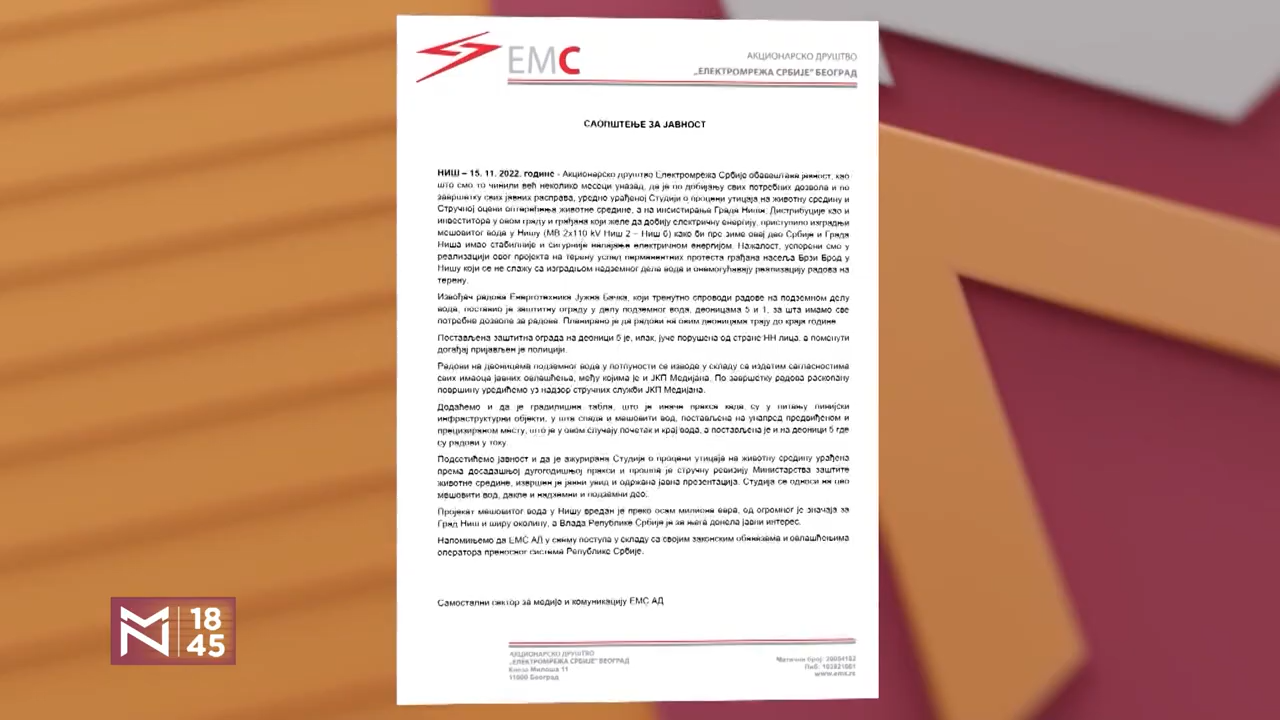 ЕМС
АКЦИОНАРСКО ДРУШТВО
„ЕЛЕКТРОМРЕЖА СРБИЈЕ“ БЕОГРАД
САОПШТЕЊЕ ЗА ЈАВНОСТ
НИШ – 15. 11. 2022. године - Акционарско друштво Електромрежа Србије обавештава јавност, као
што смо то чинили већ неколико месеци уназад, да је по добијању свих потребних дозвола и по
завршетку свих јавних расправа, уредно урађеној Студији о процени утицаја на животну средину и
Стручној оцени оптерећења животне средине, а на инсистирање Града Ниша, Дистрибуције као и
инвеститора у овом граду и грађана који желе да добију електричну енергију, приступило изградњи
мешовитог вода у Нишу (МВ 2x110 kV Ниш 2 – Ниш 6) како би пре зиме овај део Србије и Града
Ниша имао стабилније и сигурније напајање електричном енергијом. Нажалост, успорени смо у
реализацији овог пројекта на терену услед перманентних протеста грађана насеља Брзи Брод у
Нишу који се не слажу са изградњом надземног дела вода и онемогућавају реализацију радова на
терену.
Извођач радова Енерготехника Јужна Бачка, који тренутно спроводи радове на подземном делу
вода, поставио је заштитну ограду у делу подземног вода, деоницама 5 и 1, за шта имамо све
потребне дозволе за радове. Планирано је да радови на овим деоницама трају до краја године.
Постављена заштитна ограда на деоници 5 је, ипак, јуче порушена од стране НН лица, а поменути
догађај пријављен је полицији.
Радови на деоницама подземног вода у потпуности се изводе у складу са издатим сагласностима
свих имаоца јавних овлашћења, међу којима је и ЈКП Медијана. По завршетку радова раскопану
површину уредићемо уз надзор стручних служби ЈКП Медијана.
Додаћемо и да је градилишна табла, што је иначе пракса када су у питању линијски
инфраструктурни објекти, у шта спада и мешовити вод, постављена на унапред предвиђеном и
прецизираном месту, што је у овом случају почетак и крај вода, а постављена је и на деоници 5 где
су радови у току.
Подсетићемо јавност и да је ажурирана Студија о процени утицаја на животну средину урађена
према досадашњој дугогодишњој пракси и прошла је стручну ревизију Министарства заштите
животне средине, извршен је јавни увид и одржана јавна презентација. Студија се односи на цео
мешовити вод, дакле и надземни и подземни део.
Пројекат мешовитог вода у Нишу вредан је преко осам милиона евра, од огромног је значаја за
Град Ниш и ширу околину, а Влада Републике Србије је за њега донела јавни интерес.
Напомињемо да ЕМС АД у свему поступа у складу са својим законским обавезама и овлашћењима
оператора преносног система Републике Србије.
Самостални сектор за медије и комуникацију ЕМС АД
АКЦИОНАРСКО ДРУШТВО
„ЕЛЕКТРОМРЕЖА СРБИЈЕ“ БЕОГРАД
Кнеза Милоша 11
11000 Београд
Матични број:
Пиб:
www.ems.rs
18
45